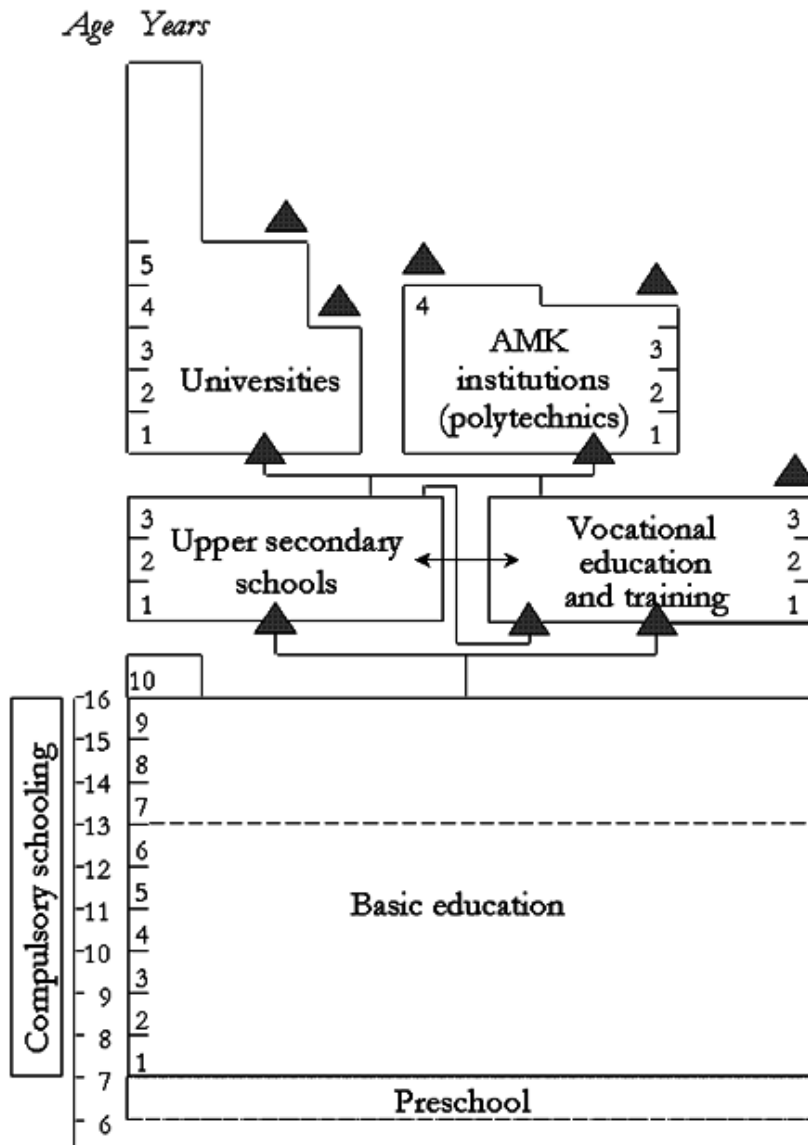 Age Years
5
4
3
2
1
Universities
4
AMK
institutions
(polytechnics)
3
2
1
3
2
1
Upper secondary
schools
Vocational
education
and training
3
2
1
10
Compulsory schooling
16
15
14
13
12
11
10
9
8
7
6
9
8
7
6
5
4
3
2
1
Basic education
Preschool